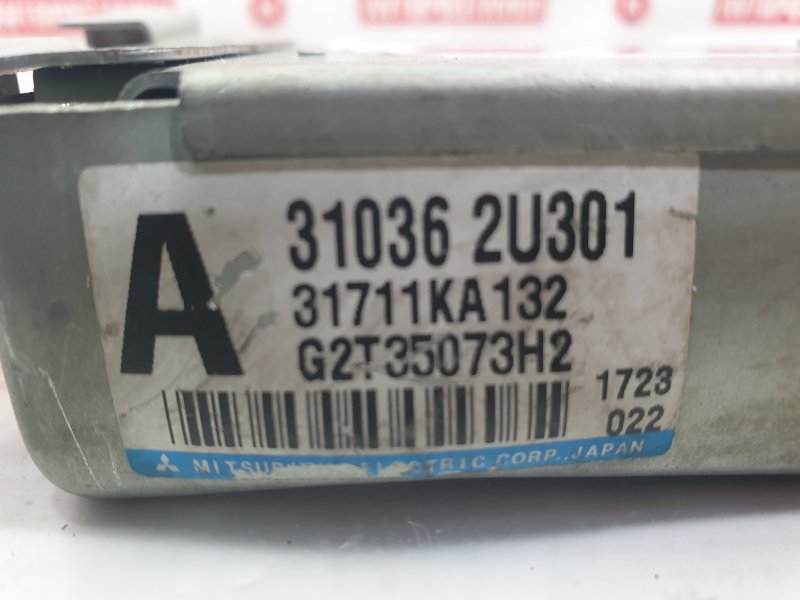 A
31036 2U301
31711KA132
G2T35073H2
1723
022
MITSUBISHI ELECTRIC CORP., JAPAN